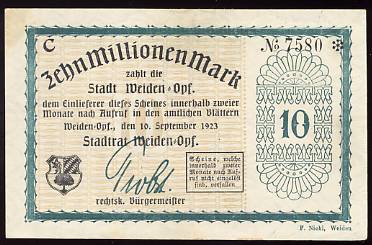 C
№ 7580 ✻
Zehn Millionen Mark
zahlt die
Stadt Weiden-Opf.
dem Einlieferer dieses Scheines innerhalb zweier
Monate nach Aufruf in den amtlichen Blättern
Weiden-Opf., den 10. September 1923
Stadtrat Weiden-Opf.
rechtsk. Bürgermeister
Scheine, welche
innerhalb zweier
Monate nach Auf-
ruf nicht eingelöst
sind, verfallen.
10
F. Nickl, Weiden